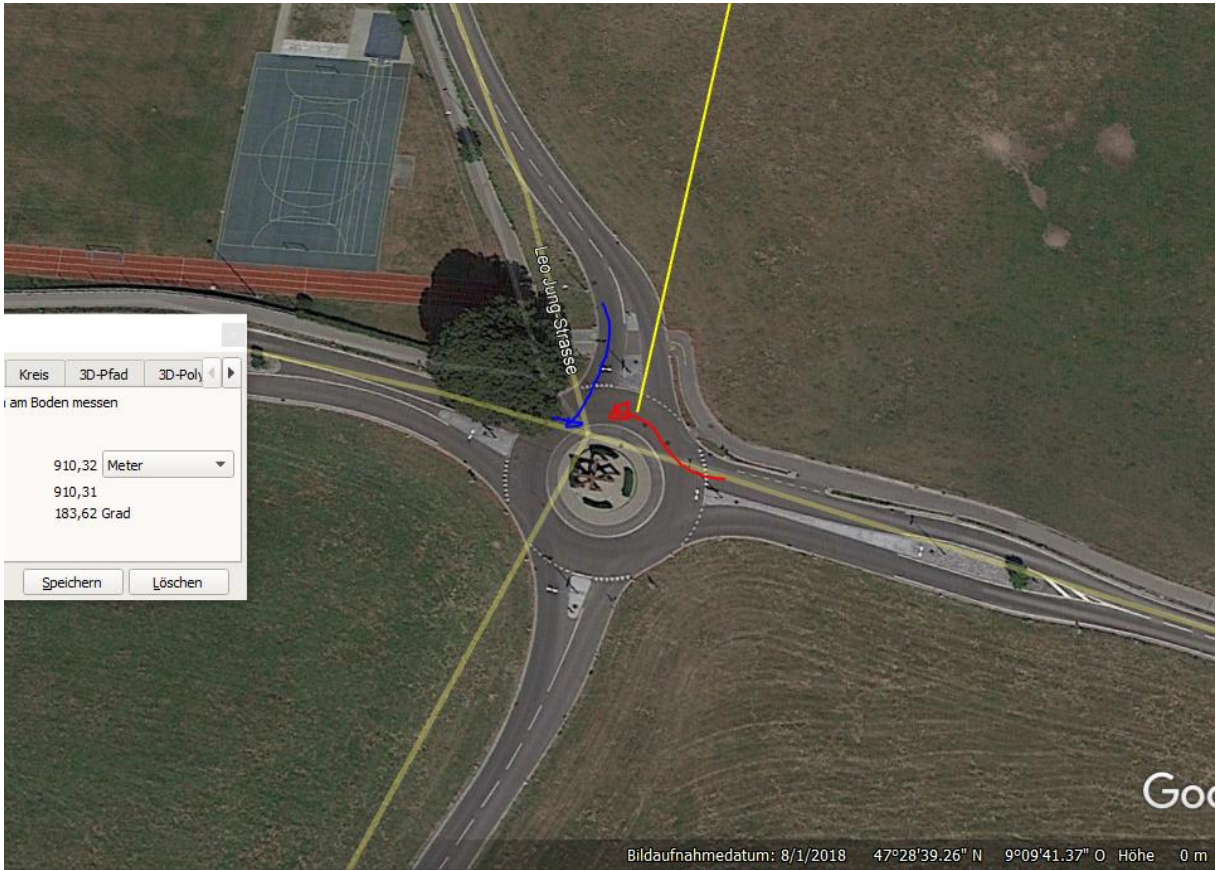 Leo Jung-Strasse
Kreis 3D-Pfad 3D-Poly
am Boden messen
910,32 Meter
910,31
183,62 Grad
Speichern Löschen
Goo
Bildaufnahmedatum: 8/1/2018 47°28'39.26" N 9°09'41.37" O Höhe 0 m